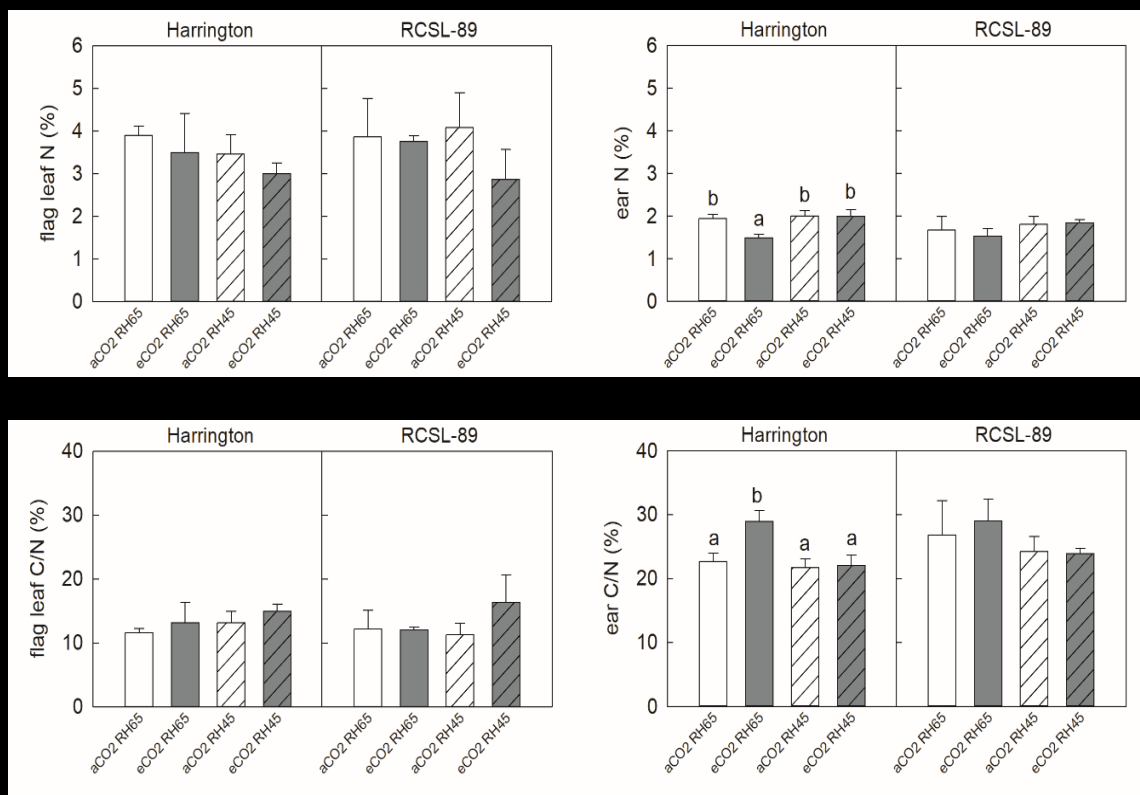 Harrington RCSL-89
flag leaf N (%)
6
5
4
3
2
1
0
aCO2 RH65 eCO2 RH65 aCO2 RH45 eCO2 RH45 aCO2 RH65 eCO2 RH65 aCO2 RH45 eCO2 RH45
Harrington RCSL-89
ear N (%)
6
5
4
3
2
1
0
b a b b
aCO2 RH65 eCO2 RH65 aCO2 RH45 eCO2 RH45 aCO2 RH65 eCO2 RH65 aCO2 RH45 eCO2 RH45
Harrington RCSL-89
flag leaf C/N (%)
40
30
20
10
0
aCO2 RH65 eCO2 RH65 aCO2 RH45 eCO2 RH45 aCO2 RH65 eCO2 RH65 aCO2 RH45 eCO2 RH45
Harrington RCSL-89
ear C/N (%)
40
30
20
10
0
a b a a
aCO2 RH65 eCO2 RH65 aCO2 RH45 eCO2 RH45 aCO2 RH65 eCO2 RH65 aCO2 RH45 eCO2 RH45